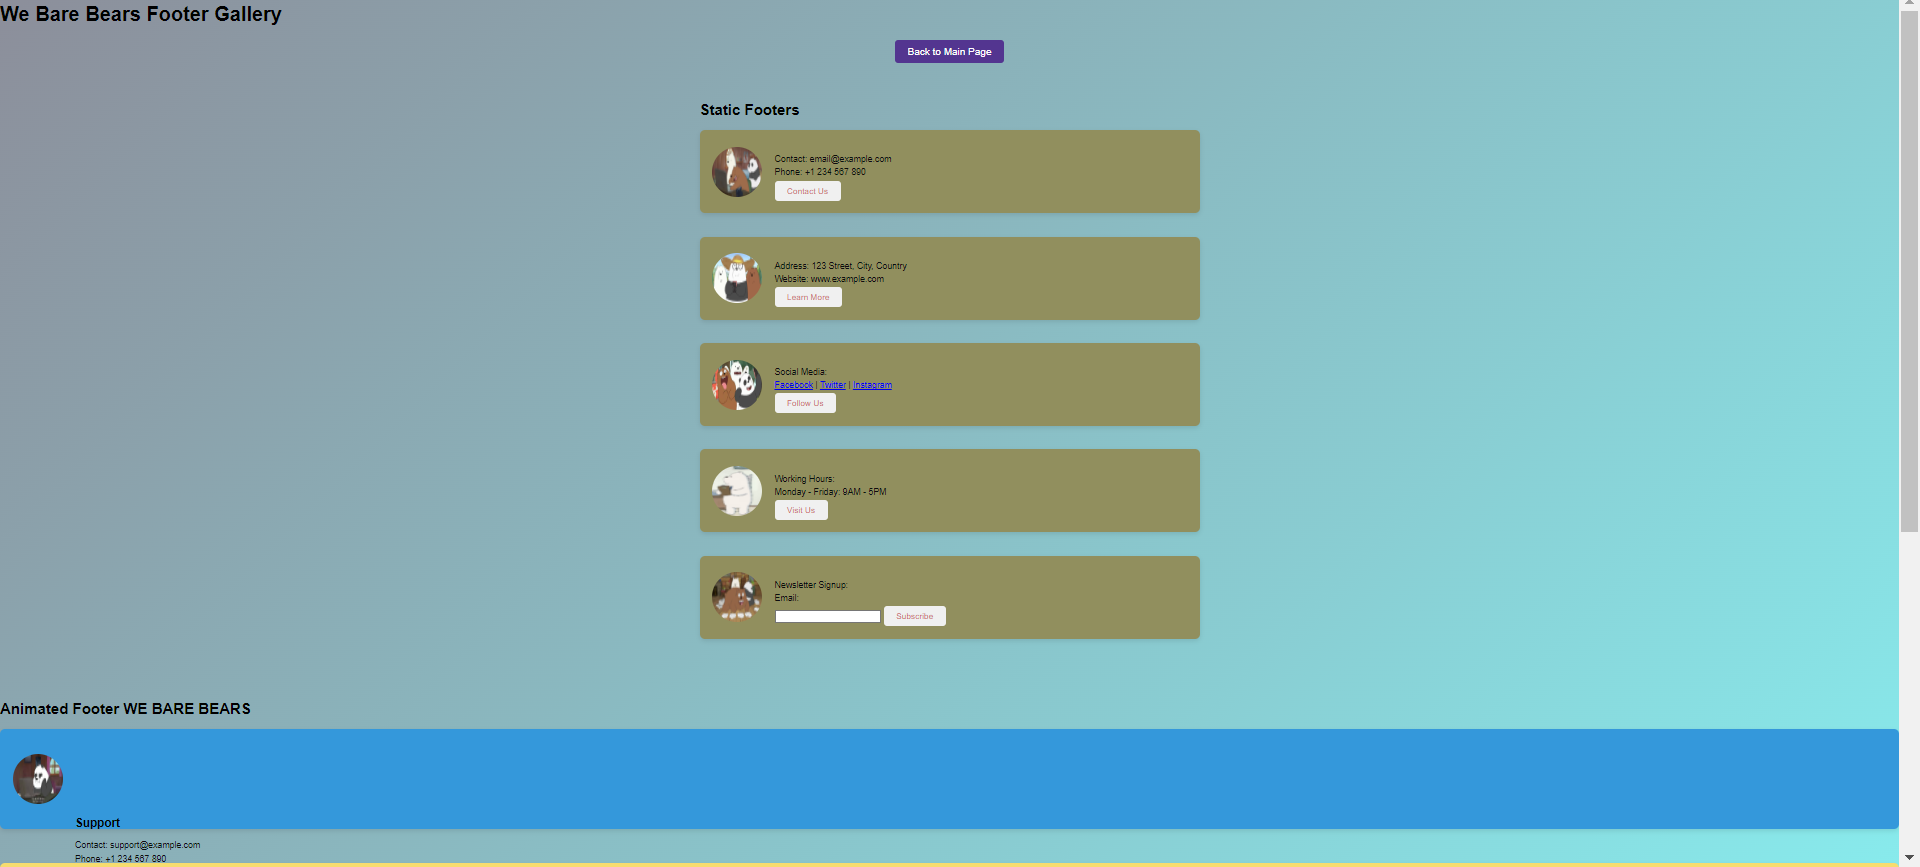 We Bare Bears Footer Gallery
Back to Main Page
Static Footers
Contact: email@example.com
Phone: +1 234 567 890
Contact Us
Address: 123 Street, City, Country
Website: www.example.com
Learn More
Social Media:
Facebook | Twitter | Instagram
Follow Us
Working Hours:
Monday - Friday: 9AM - 5PM
Visit Us
Newsletter Signup:
Email:
Subscribe
Animated Footer WE BARE BEARS
Support
Contact: support@example.com
Phone: +1 234 567 890